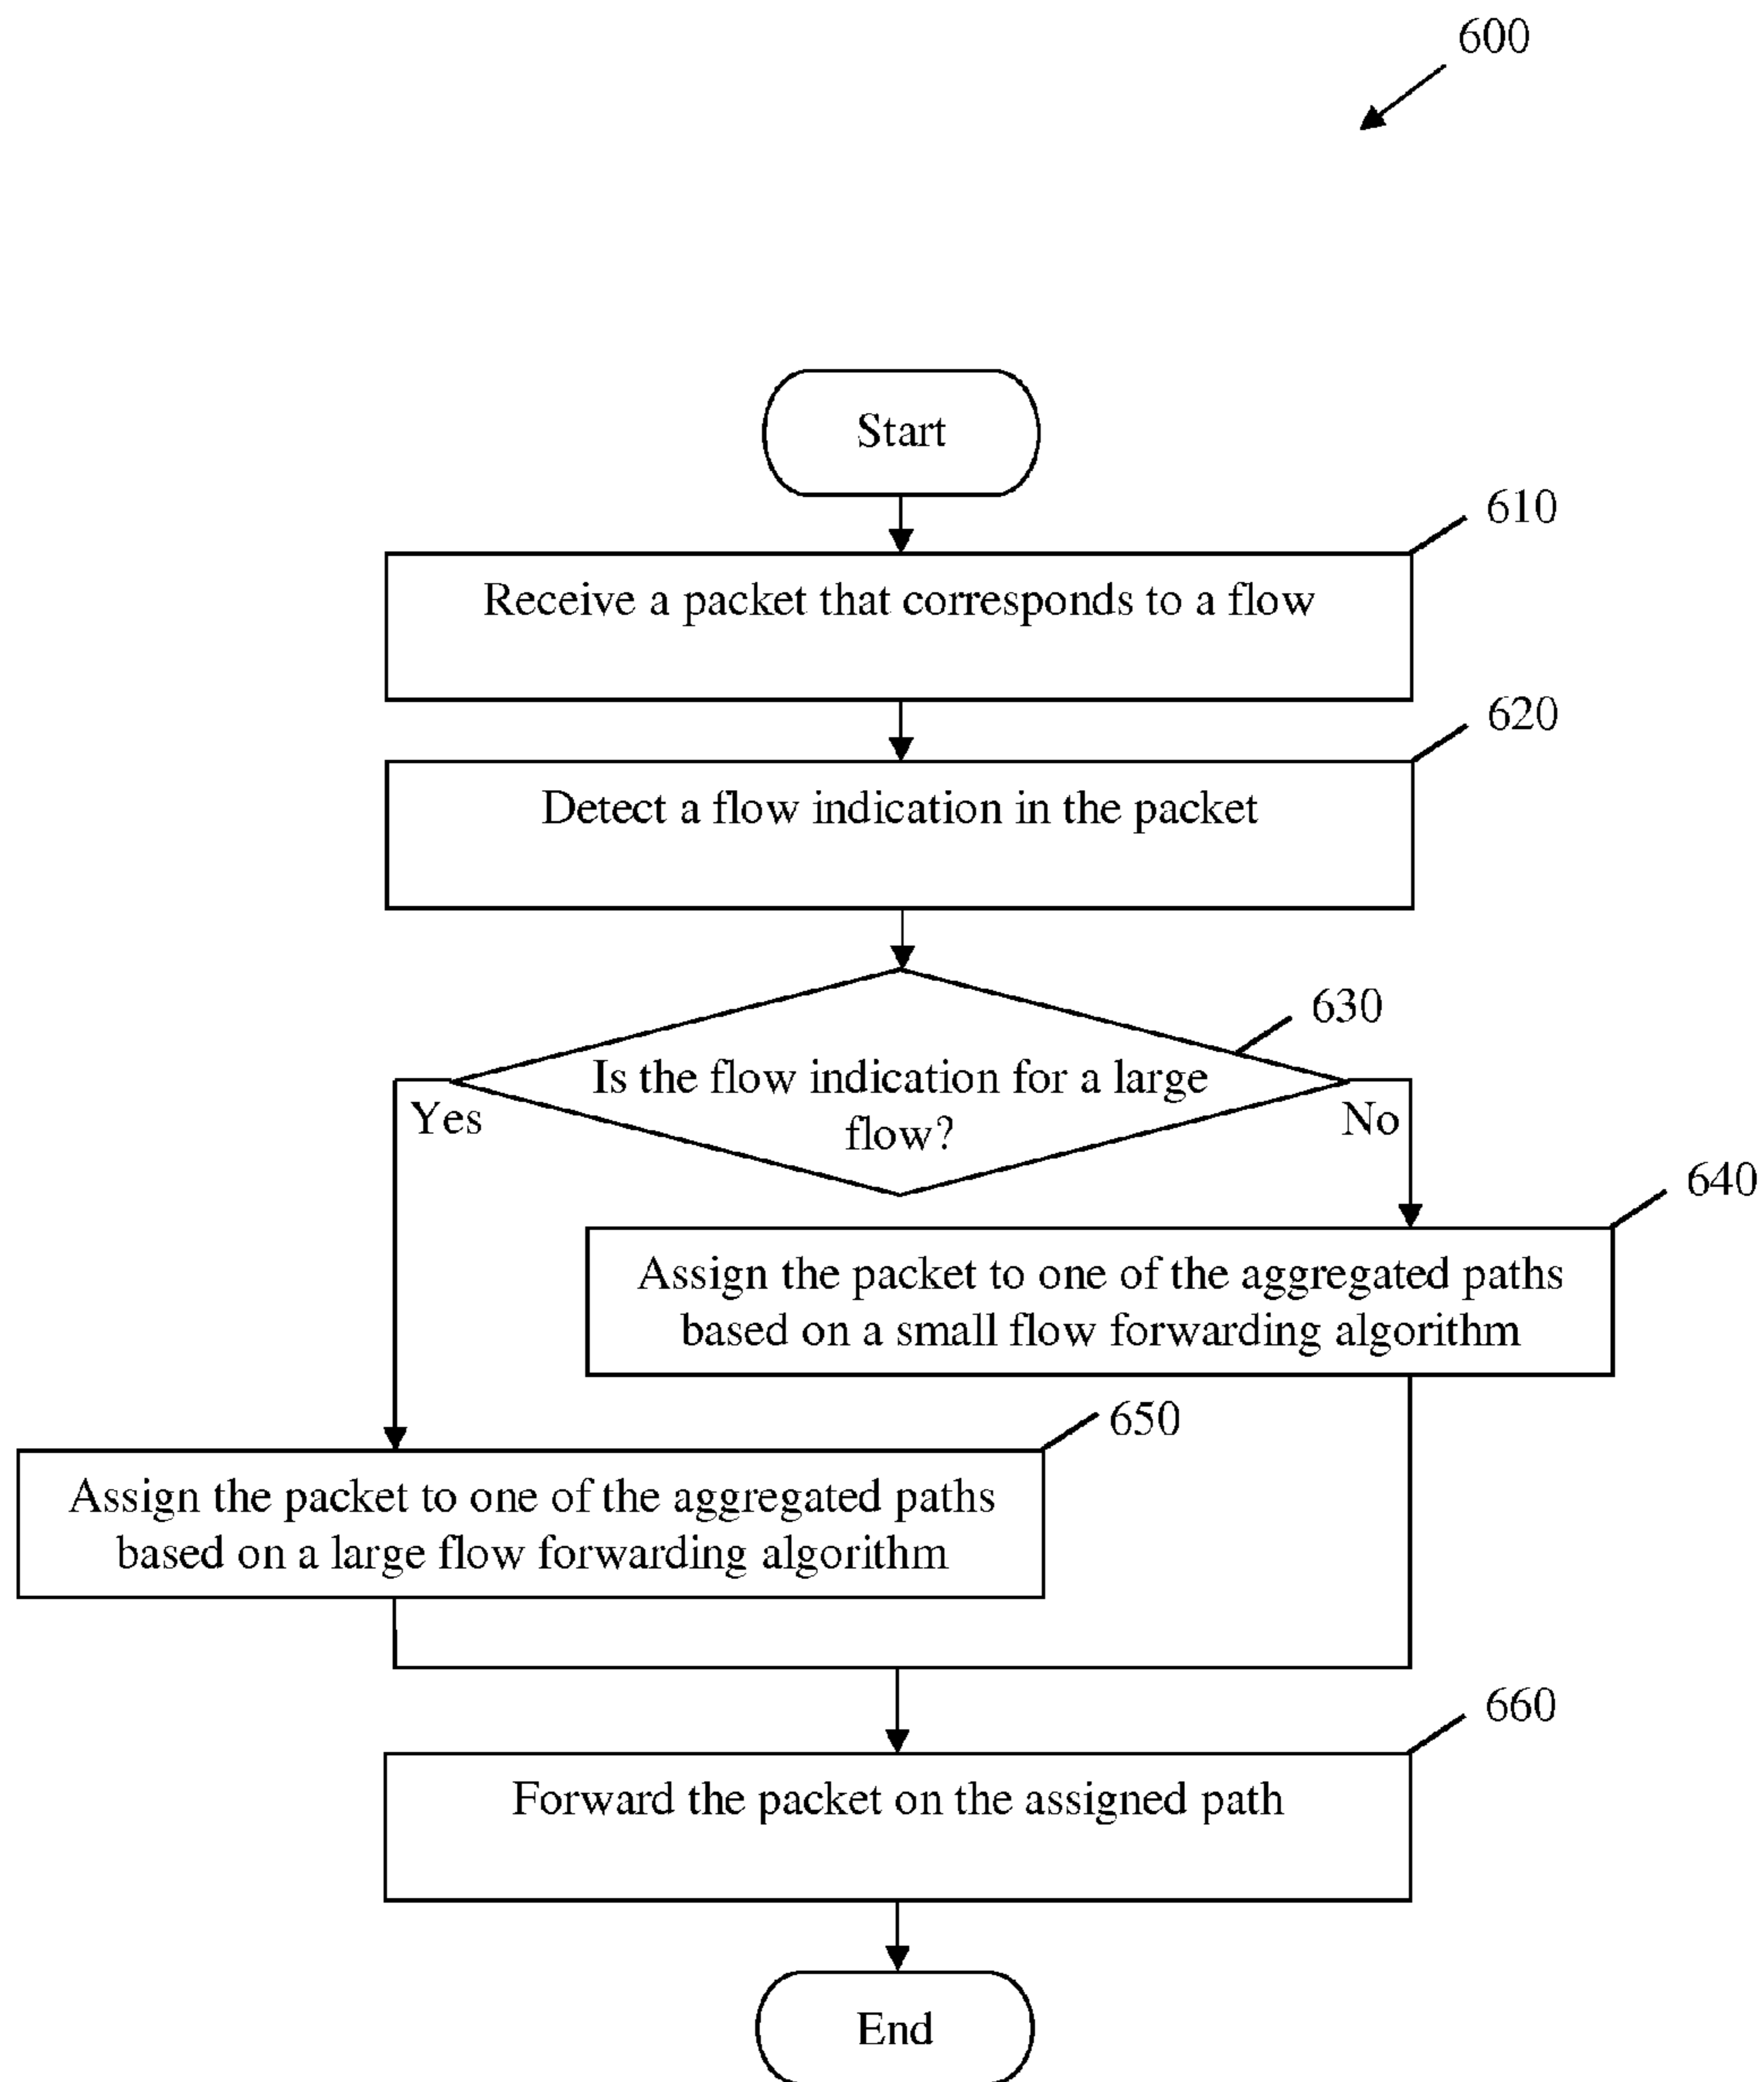 600
Start
610
Receive a packet that corresponds to a flow
620
Detect a flow indication in the packet
630
Is the flow indication for a large
flow?
Yes
No
640
Assign the packet to one of the aggregated paths
based on a small flow forwarding algorithm
650
Assign the packet to one of the aggregated paths
based on a large flow forwarding algorithm
660
Forward the packet on the assigned path
End